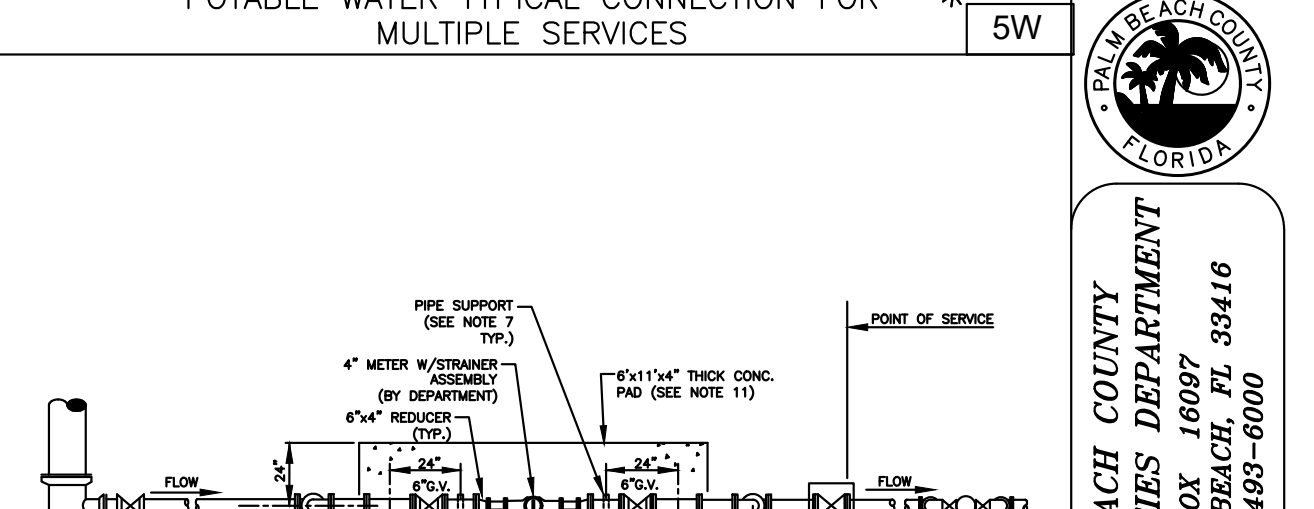 POTABLE WATER TYPICAL CONNECTION FOR
MULTIPLE SERVICES
*
5W
PALM BEACH COUNTY
FLORIDA
PIPE SUPPORT
(SEE NOTE 7
TYP.)
POINT OF SERVICE
4" METER W/STRAINER
ASSEMBLY
(BY DEPARTMENT)
6'x11'x4" THICK CONC.
PAD (SEE NOTE 11)
6"x4" REDUCER
(TYP.)
24"
24"
24"
6"G.V.
6"G.V.
FLOW
FLOW
ACH COUNTY
IES DEPARTMENT
OX 16097
BEACH, FL 33416
493-6000